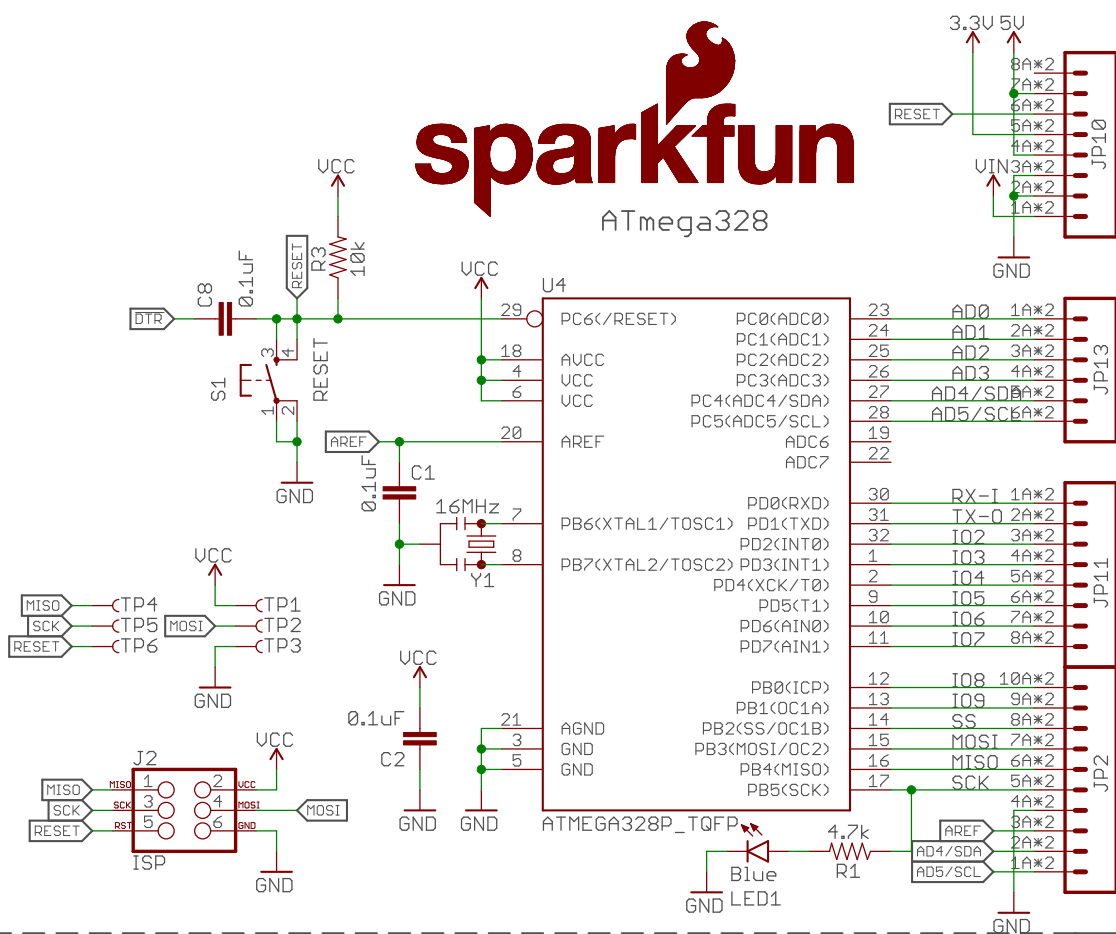 3.3V 5V
8A*2
7A*2
RESET 6A*2
5A*2
4A*2
VIN 3A*2
2A*2
1A*2
JP10
GND
sparkfun
ATmega328
VCC
R3
10k
RESET
C8
0.1uF
DTR
S1
3 4
1 2
RESET
GND
VCC
U4
29 PC6(/RESET)
18 AVCC
4 VCC
6 VCC
20 AREF
AREF
C1
0.1uF
16MHz
Y1
GND
7 PB6(XTAL1/TOSC1)
8 PB7(XTAL2/TOSC2)
21 AGND
3 GND
5 GND
GND
PC0(ADC0) 23 AD0 1A*2
PC1(ADC1) 24 AD1 2A*2
PC2(ADC2) 25 AD2 3A*2
PC3(ADC3) 26 AD3 4A*2
PC4(ADC4/SDA) 27 AD4/SDA 5A*2
PC5(ADC5/SCL) 28 AD5/SCL 6A*2
JP13
ADC6 19
ADC7 22
PD0(RXD) 30 RX-I 1A*2
PD1(TXD) 31 TX-O 2A*2
PD2(INT0) 32 IO2 3A*2
PD3(INT1) 1 IO3 4A*2
PD4(XCK/T0) 2 IO4 5A*2
PD5(T1) 9 IO5 6A*2
PD6(AIN0) 10 IO6 7A*2
PD7(AIN1) 11 IO7 8A*2
JP11
PB0(ICP) 12 IO8 10A*2
PB1(OC1A) 13 IO9 9A*2
PB2(SS/OC1B) 14 SS 8A*2
PB3(MOSI/OC2) 15 MOSI 7A*2
PB4(MISO) 16 MISO 6A*2
PB5(SCK) 17 SCK 5A*2
4A*2
AREF 3A*2
AD4/SDA 2A*2
AD5/SCL 1A*2
JP2
GND
ATMEGA328P_TQFP
4.7k
R1
Blue
LED1
GND
VCC
MISO TP4
SCK TP5
RESET TP6
TP1
MOSI TP2
TP3
GND
VCC
0.1uF
C2
GND
J2
VCC
MISO MISO 1 2 VCC
SCK SCK 3 4 MOSI MOSI
RESET RST 5 6 GND
ISP
GND